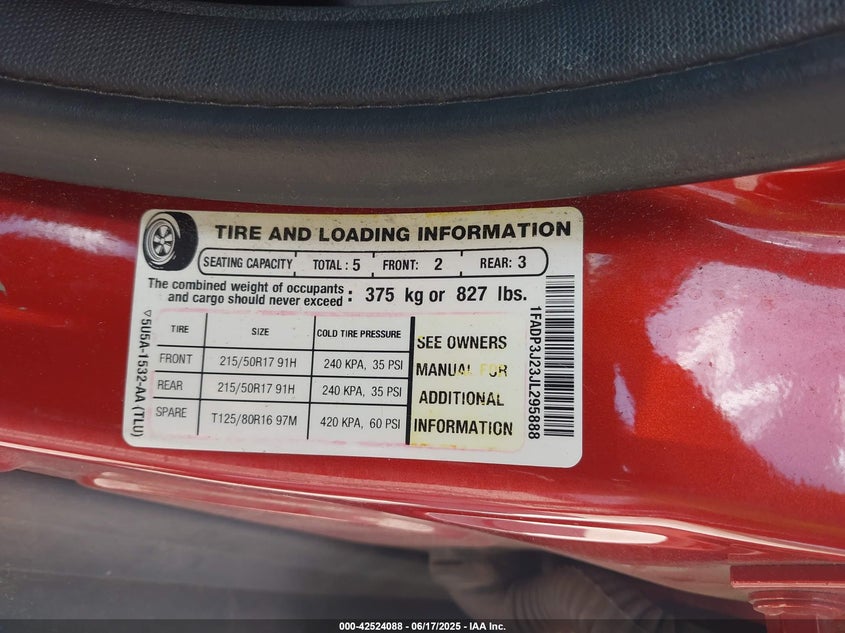 TIRE AND LOADING INFORMATION
SEATING CAPACITY TOTAL : 5 FRONT: 2 REAR: 3
The combined weight of occupants and cargo should never exceed : 375 kg or 827 lbs.
TIRE SIZE COLD TIRE PRESSURE
FRONT 215/50R17 91H 240 KPA, 35 PSI
REAR 215/50R17 91H 240 KPA, 35 PSI
SPARE T125/80R16 97M 420 KPA, 60 PSI
SEE OWNERS
MANUAL FOR
ADDITIONAL
INFORMATION
5U5A-1532-AA (TLU)
1FADP3J23JL295888
000-42524088 - 06/17/2025 - IAA Inc.